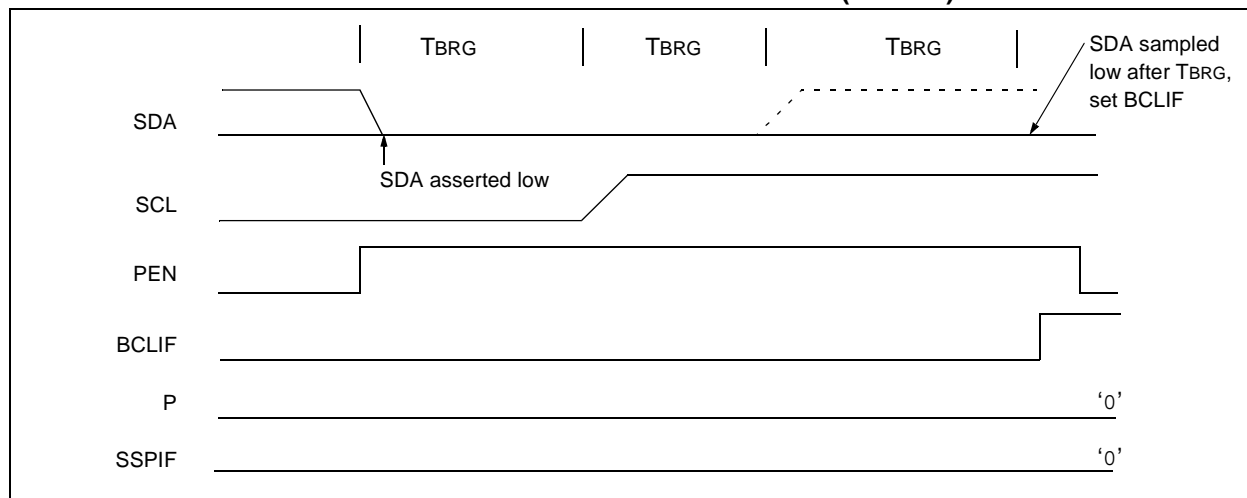 TBRG TBRG TBRG
SDA sampled
low after TBRG,
set BCLIF
SDA
SDA asserted low
SCL
PEN
BCLIF
P
‘0’
SSPIF
‘0’